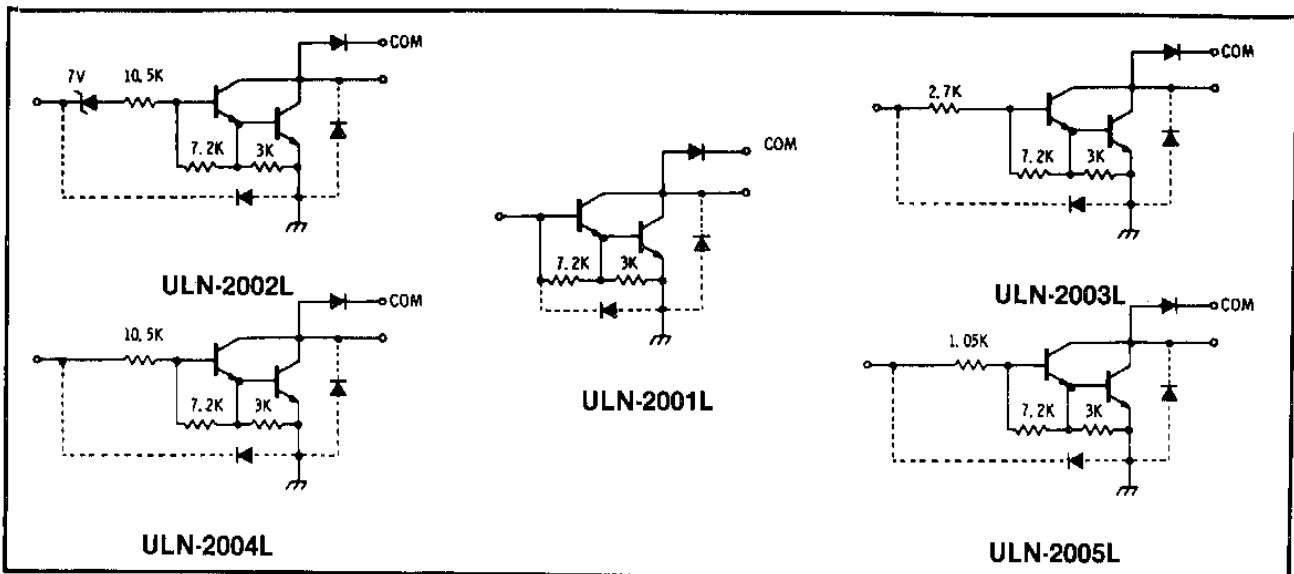 COM
7V
10.5K
7.2K
3K
ULN-2002L
COM
10.5K
7.2K
3K
ULN-2004L
COM
7.2K
3K
ULN-2001L
COM
2.7K
7.2K
3K
ULN-2003L
COM
1.05K
7.2K
3K
ULN-2005L